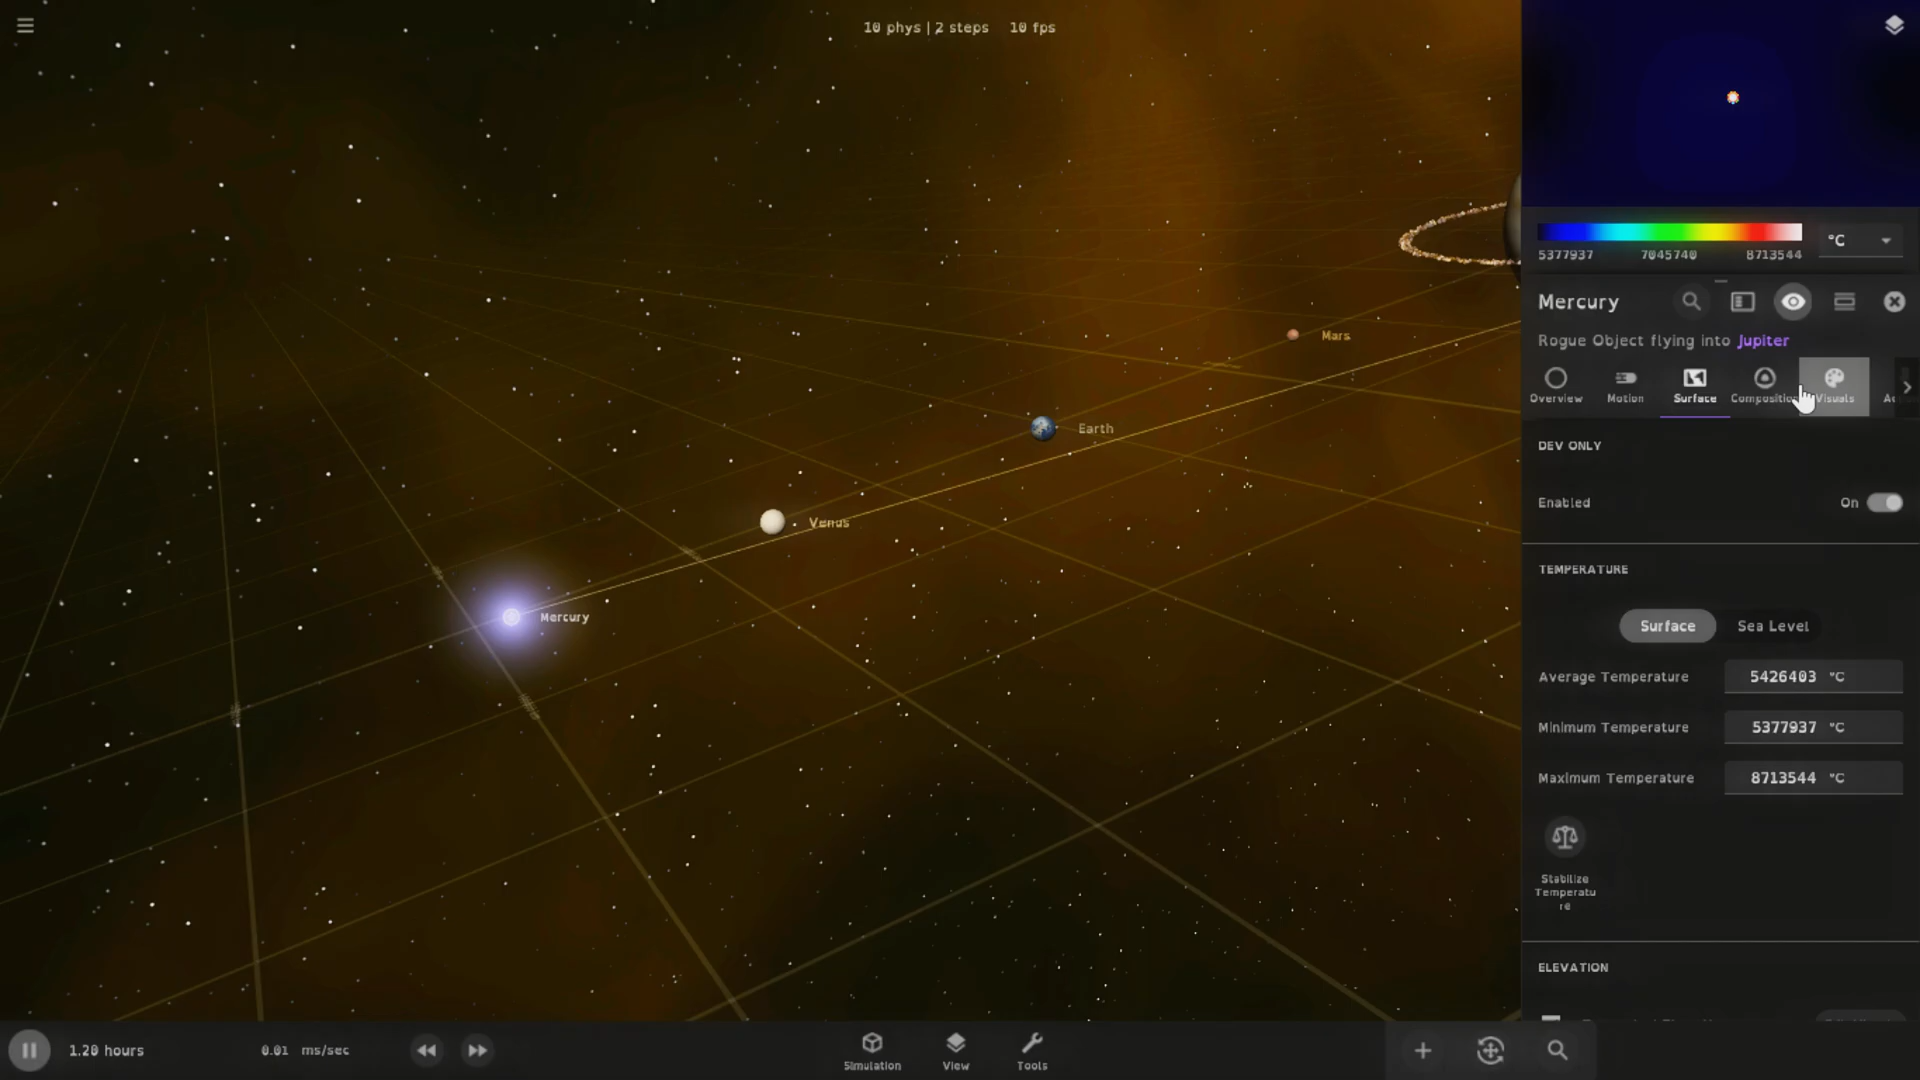 10 phys | 2 steps 10 fps
°C
5377937 7045740 8713544
Mercury
Rogue Object flying into Jupiter
Overview Motion Surface Composition Visuals
DEV ONLY
Enabled On
TEMPERATURE
Surface Sea Level
Average Temperature 5426403 °C
Minimum Temperature 5377937 °C
Maximum Temperature 8713544 °C
Stabilize
Temperatu
re
ELEVATION
Mars
Earth
Venus
Mercury
1.20 hours 0.01 ms/sec
Simulation View Tools